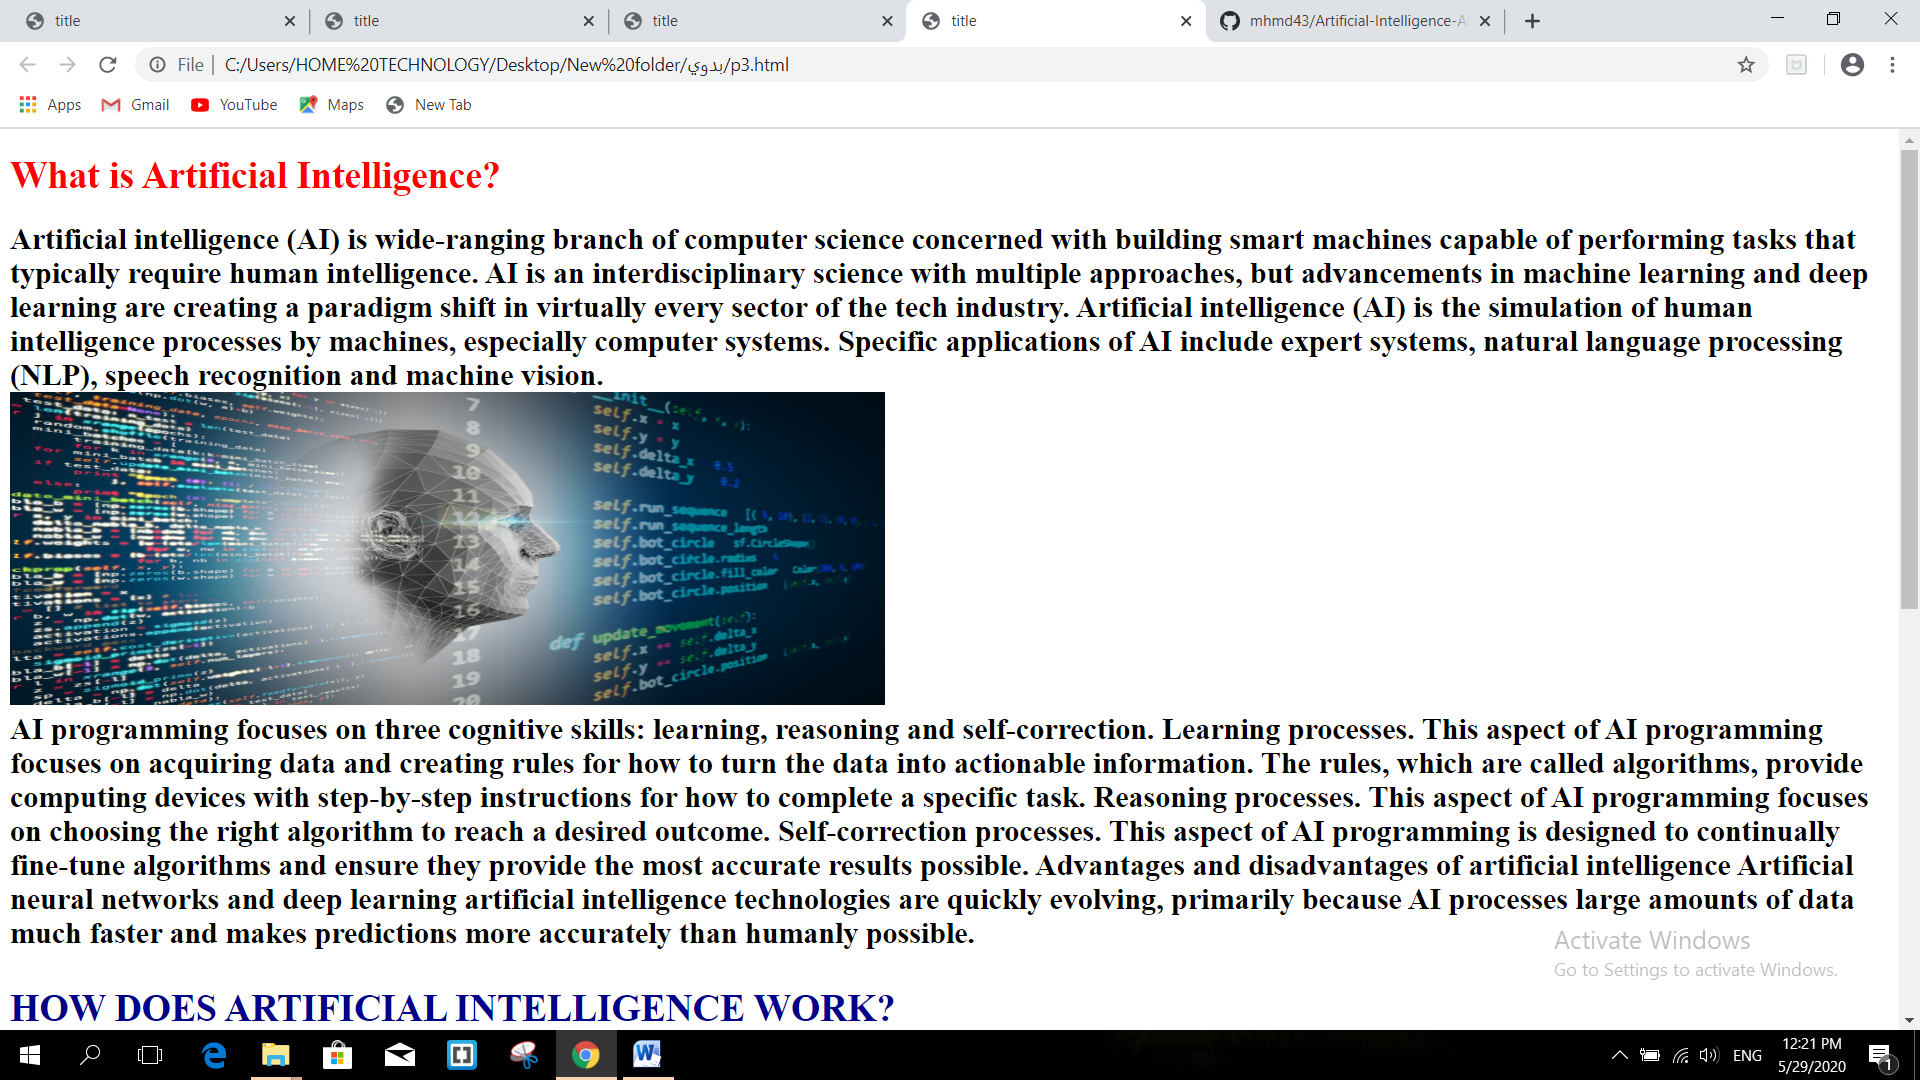 title
title
title
title
mhmd43/Artificial-Intelligence-A
File
C:/Users/HOME%20TECHNOLOGY/Desktop/New%20folder/بدوي/p3.html
Apps
Gmail
YouTube
Maps
New Tab
What is Artificial Intelligence?
Artificial intelligence (AI) is wide-ranging branch of computer science concerned with building smart machines capable of performing tasks that
typically require human intelligence. AI is an interdisciplinary science with multiple approaches, but advancements in machine learning and deep
learning are creating a paradigm shift in virtually every sector of the tech industry. Artificial intelligence (AI) is the simulation of human
intelligence processes by machines, especially computer systems. Specific applications of AI include expert systems, natural language processing
(NLP), speech recognition and machine vision.
7
8
9
10
11
12
13
14
15
16
17
18
19
20
__init__(self, x, y):
self.x = x
self.y = y
self.delta_x 0.5
self.delta_y 0.2
self.run_sequence
self.run_sequence_length
self.bot_circle sf.CircleShape()
self.bot_circle.radius 5
self.bot_circle.fill_color
self.bot_circle.position
def update_movement(self):
self.x += self.delta_x
self.y += self.delta_y
self.bot_circle.position
AI programming focuses on three cognitive skills: learning, reasoning and self-correction. Learning processes. This aspect of AI programming
focuses on acquiring data and creating rules for how to turn the data into actionable information. The rules, which are called algorithms, provide
computing devices with step-by-step instructions for how to complete a specific task. Reasoning processes. This aspect of AI programming focuses
on choosing the right algorithm to reach a desired outcome. Self-correction processes. This aspect of AI programming is designed to continually
fine-tune algorithms and ensure they provide the most accurate results possible. Advantages and disadvantages of artificial intelligence Artificial
neural networks and deep learning artificial intelligence technologies are quickly evolving, primarily because AI processes large amounts of data
much faster and makes predictions more accurately than humanly possible.
Activate Windows
Go to Settings to activate Windows.
HOW DOES ARTIFICIAL INTELLIGENCE WORK?
ENG
12:21 PM
5/29/2020
1